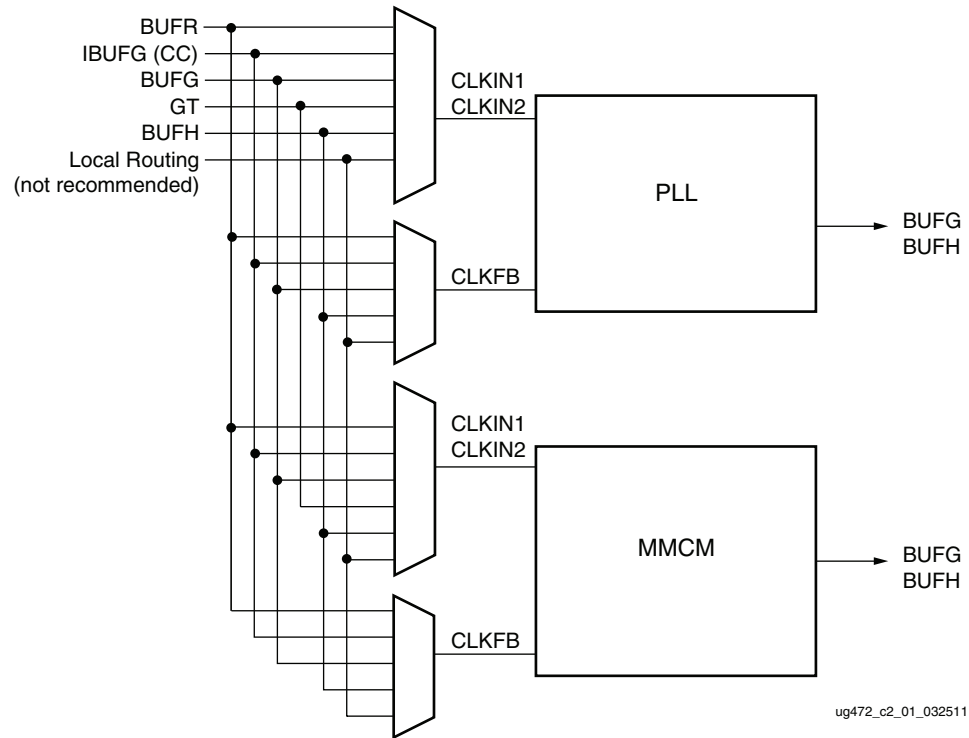 BUFR
IBUFG (CC)
BUFG
GT
BUFH
Local Routing
(not recommended)
CLKIN1
CLKIN2
PLL
BUFG
BUFH
CLKFB
CLKIN1
CLKIN2
MMCM
BUFG
BUFH
CLKFB
ug472_c2_01_032511